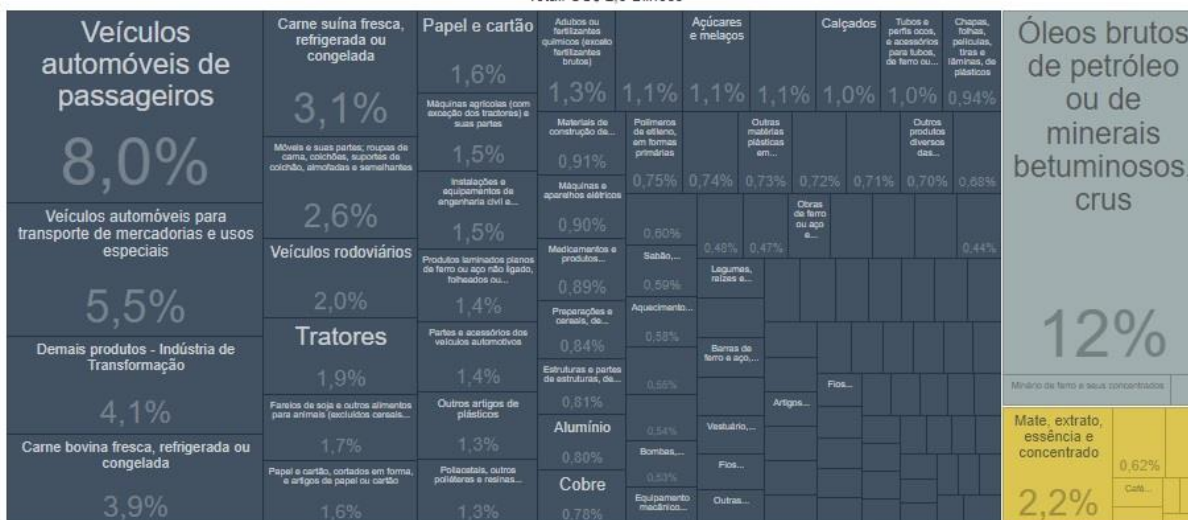 Veículos
automóveis de
passageiros
8,0%
Veículos automóveis para
transporte de mercadorias e usos
especiais
5,5%
Demais produtos - Indústria de
Transformação
4,1%
Carne bovina fresca, refrigerada ou
congelada
3,9%
Carne suína fresca,
refrigerada ou
congelada
3,1%
Móveis e suas partes; roupas de
cama, colchões, suportes de
colchão, almofadas e semelhantes
2,6%
Veículos rodoviários
2,0%
Tratores
1,9%
Farelos de soja e outros alimentos
para animais (excluídos cereais...
1,7%
Papel e cartão, cortados em forma,
e artigos de papel ou cartão
1,6%
Papel e cartão
1,6%
Máquinas agrícolas (com
exceção dos tractores) e
suas partes
1,5%
Instalações e
equipamentos de
engenharia civil e...
1,5%
Produtos laminados planos
de ferro ou aço não ligado,
folheados ou...
1,4%
Partes e acessórios dos
veículos automotivos
1,4%
Outros artigos de
plásticos
1,3%
Poliacetais, outros
poliéteres e resinas...
1,3%
Adubos ou
fertilizantes
químicos (exceto
fertilizantes
brutos)
1,3%
Materiais de
construção de...
0,91%
Máquinas e
aparelhos elétricos
0,90%
Medicamentos e
produtos...
0,89%
Preparações e
cereais, de...
0,84%
Estruturas e partes
de estruturas, de...
0,81%
Alumínio
0,80%
Cobre
0,78%
1,1%
Açúcares
e melaços
1,1%
1,1%
Calçados
1,0%
Tubos e
perfis ocos,
e acessórios
para tubos,
de ferro ou...
1,0%
Chapas,
folhas,
películas,
tiras e
lâminas, de
plásticos
0,94%
Polímeros
de etileno,
em formas
primárias
0,75%
0,74%
Outras
matérias
plásticas
em...
0,73%
0,72%
0,71%
Outros
produtos
diversos
das...
0,70%
0,68%
0,60%
Sabão,...
0,59%
Aquecimento...
0,58%
0,56%
0,54%
Bombas,...
0,53%
Equipamento
mecânico...
0,48%
0,47%
Obras
de ferro
ou aço
e...
0,44%
Legumes,
raízes e...
Barras de
ferro e aço,...
Vestuário,...
Fios...
Outras...
Artigos...
Fios...
Óleos brutos
de petróleo
ou de
minerais
betuminosos,
crus
12%
Minério de ferro e seus concentrados
Mate, extrato,
essência e
concentrado
2,2%
0,62%
Café...